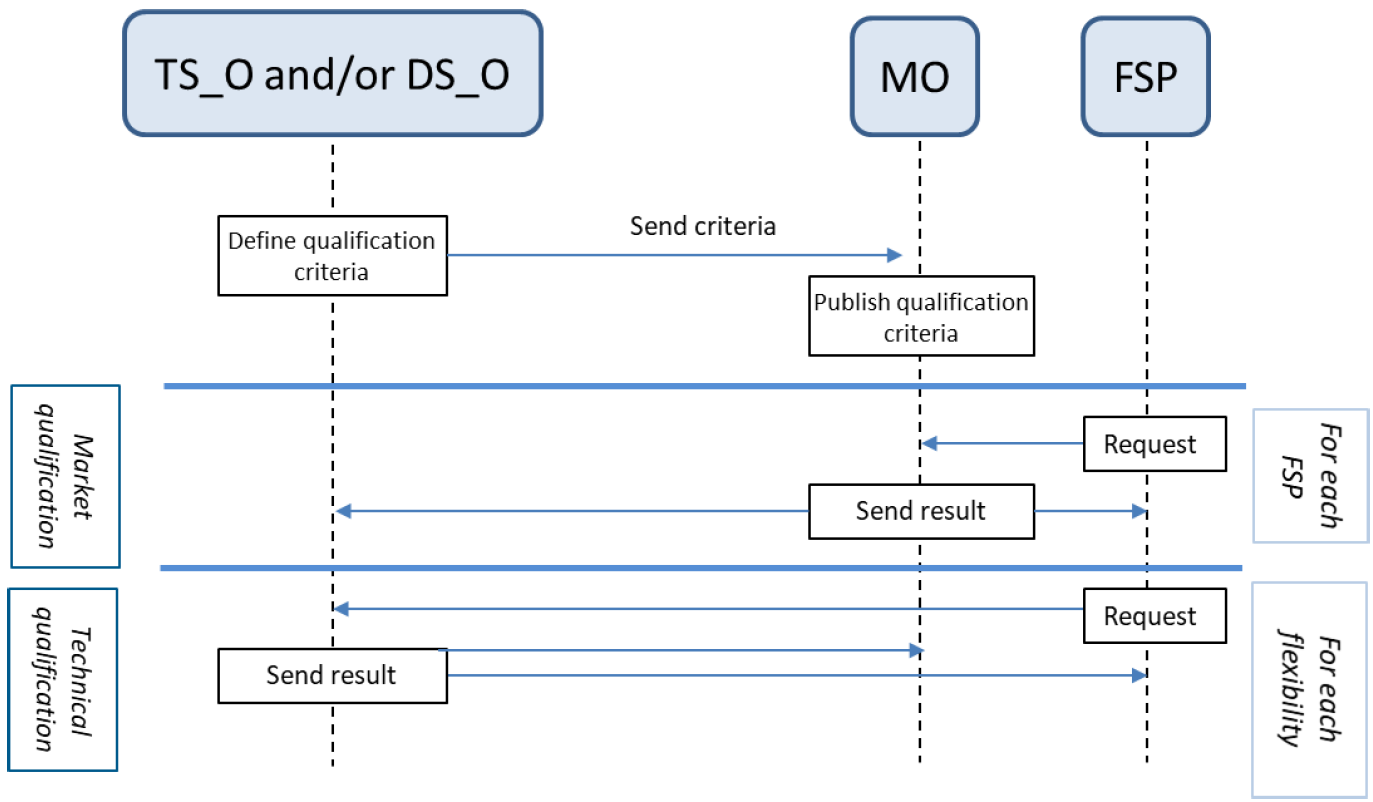 TS_O and/or DS_O
MO
FSP
Define qualification
criteria
Send criteria
Publish qualification
criteria
Market
qualification
Request
For each
FSP
Send result
Technical
qualification
Request
Send result
For each
flexibility